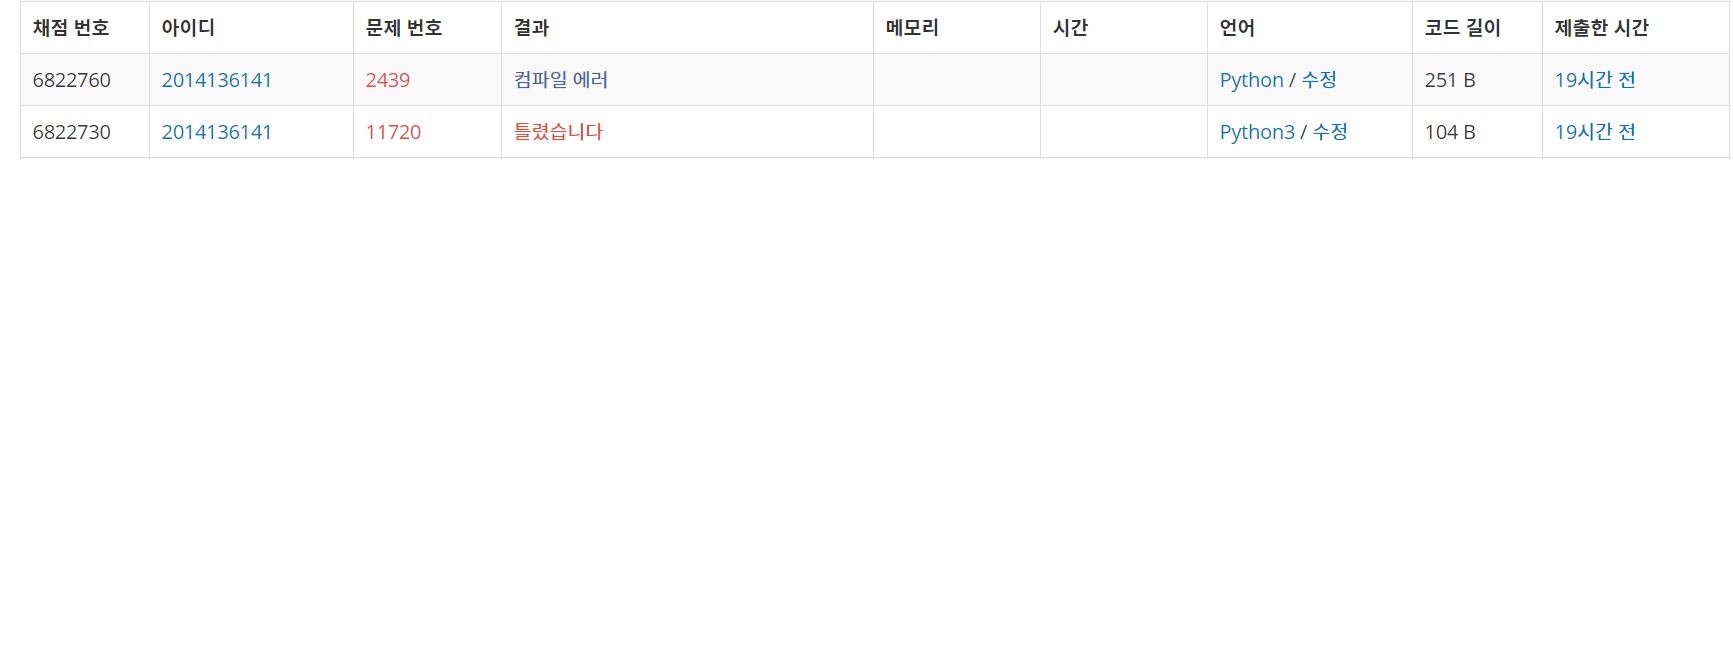 채점 번호 아이디 문제 번호 결과 메모리 시간 언어 코드 길이 제출한 시간
6822760 2014136141 2439 컴파일 에러 Python / 수정 251 B 19시간 전
6822730 2014136141 11720 틀렸습니다 Python3 / 수정 104 B 19시간 전